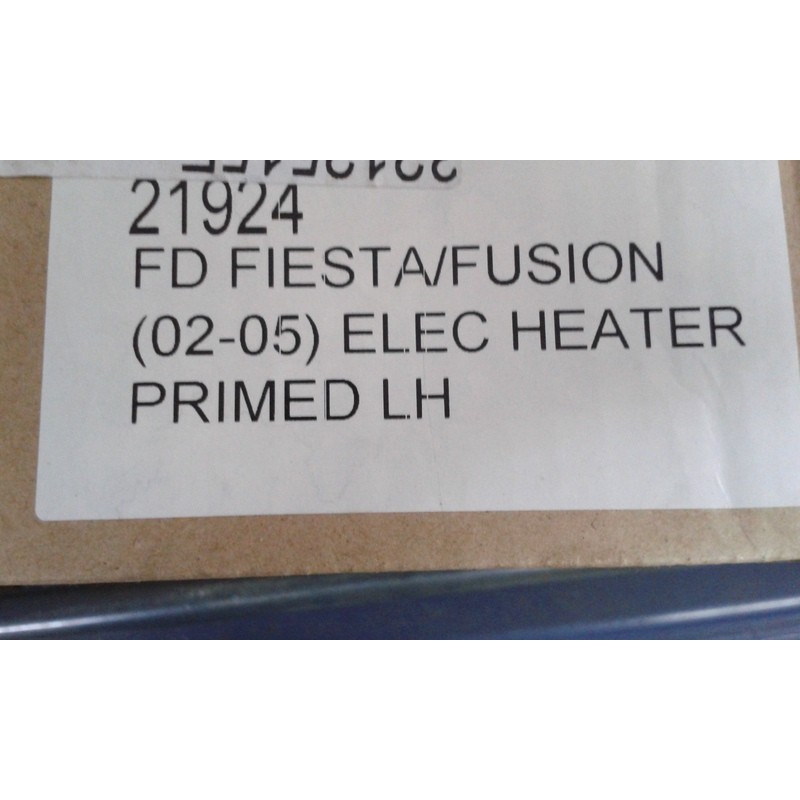 21924
FD FIESTA/FUSION
(02-05) ELEC HEATER
PRIMED LH